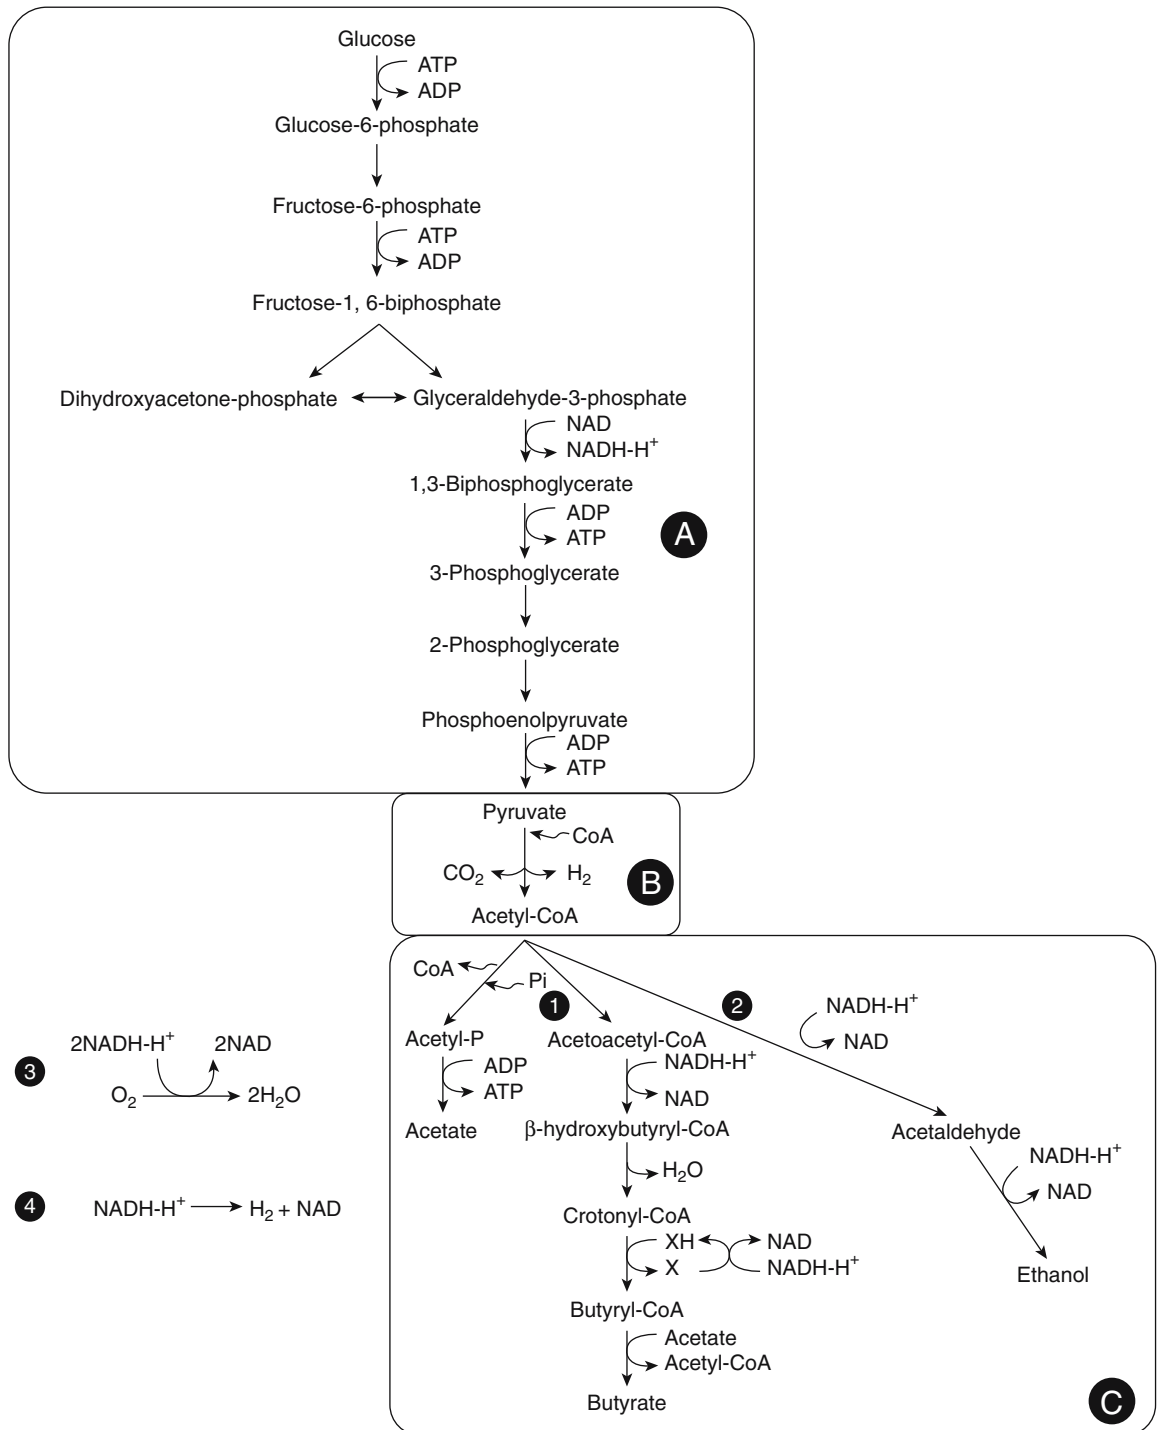 Glucose
ATP
ADP
Glucose-6-phosphate
Fructose-6-phosphate
ATP
ADP
Fructose-1, 6-biphosphate
Dihydroxyacetone-phosphate
Glyceraldehyde-3-phosphate
NAD
NADH-H⁺
1,3-Biphosphoglycerate
ADP
ATP
A
3-Phosphoglycerate
2-Phosphoglycerate
Phosphoenolpyruvate
ADP
ATP
Pyruvate
CoA
CO₂
H₂
B
Acetyl-CoA
CoA
Pi
1
2
NADH-H⁺
NAD
Acetyl-P
ADP
ATP
Acetate
Acetoacetyl-CoA
NADH-H⁺
NAD
β-hydroxybutyryl-CoA
H₂O
Crotonyl-CoA
XH
X
NAD
NADH-H⁺
Butyryl-CoA
Acetate
Acetyl-CoA
Butyrate
Acetaldehyde
NADH-H⁺
NAD
Ethanol
C
3
2NADH-H⁺
2NAD
O₂
2H₂O
4
NADH-H⁺
H₂ + NAD